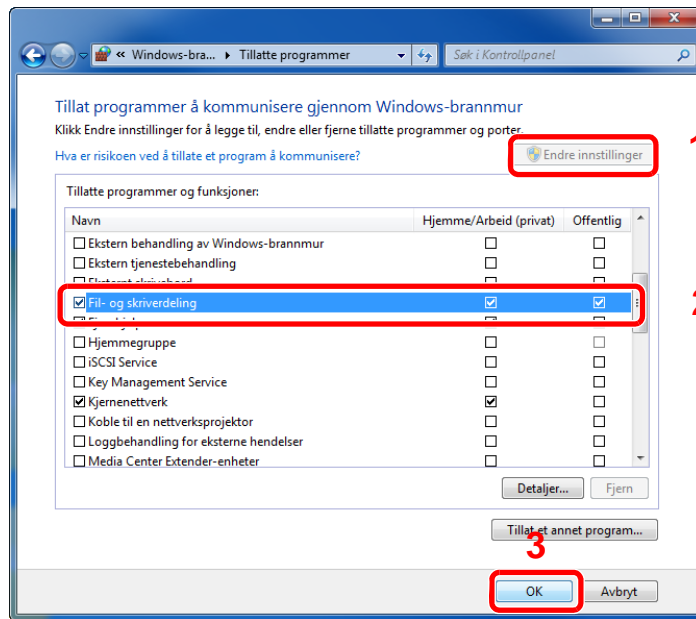 « Windows-bra... Tillatte programmer Søk i Kontrollpanel
Tillat programmer å kommunisere gjennom Windows-brannmur
Klikk Endre innstillinger for å legge til, endre eller fjerne tillatte programmer og porter.
1
Hva er risikoen ved å tillate et program å kommunisere? Endre innstillinger
Tillatte programmer og funksjoner:
Navn Hjemme/Arbeid (privat) Offentlig
Ekstern behandling av Windows-brannmur
Ekstern tjenestebehandling
Fil- og skriverdeling
2
Hjemmegruppe
iSCSI Service
Key Management Service
Kjernenettverk
Koble til en nettverksprojektor
Loggbehandling for eksterne hendelser
Media Center Extender-enheter
Detaljer... Fjern
Tillat et annet program...
3
OK Avbryt